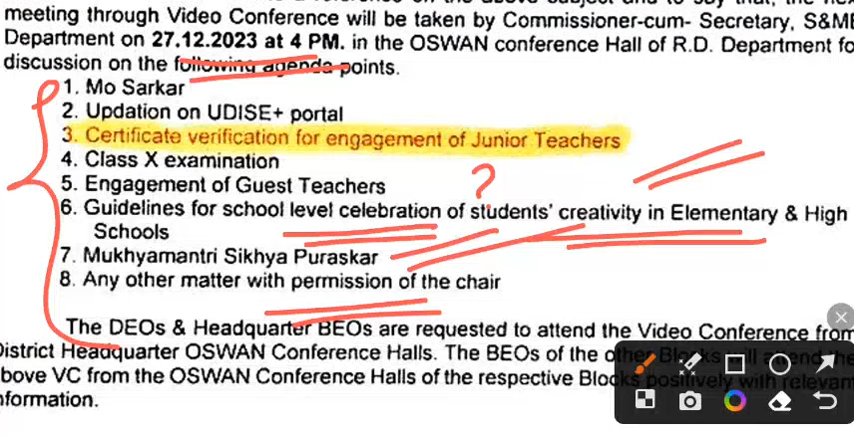 meeting through Video Conference will be taken by Commissioner-cum- Secretary, S&ME
Department on 27.12.2023 at 4 PM. in the OSWAN conference Hall of R.D. Department fo
discussion on the following agenda points.
1. Mo Sarkar
2. Updation on UDISE+ portal
3. Certificate verification for engagement of Junior Teachers
4. Class X examination
5. Engagement of Guest Teachers
?
6. Guidelines for school level celebration of students' creativity in Elementary & High
Schools
7. Mukhyamantri Sikhya Puraskar
8. Any other matter with permission of the chair
The DEOs & Headquarter BEOs are requested to attend the Video Conference from
District Headquarter OSWAN Conference Halls. The BEOs of the other Blocks will attend the
bove VC from the OSWAN Conference Halls of the respective Blocks positively with relevan
nformation.